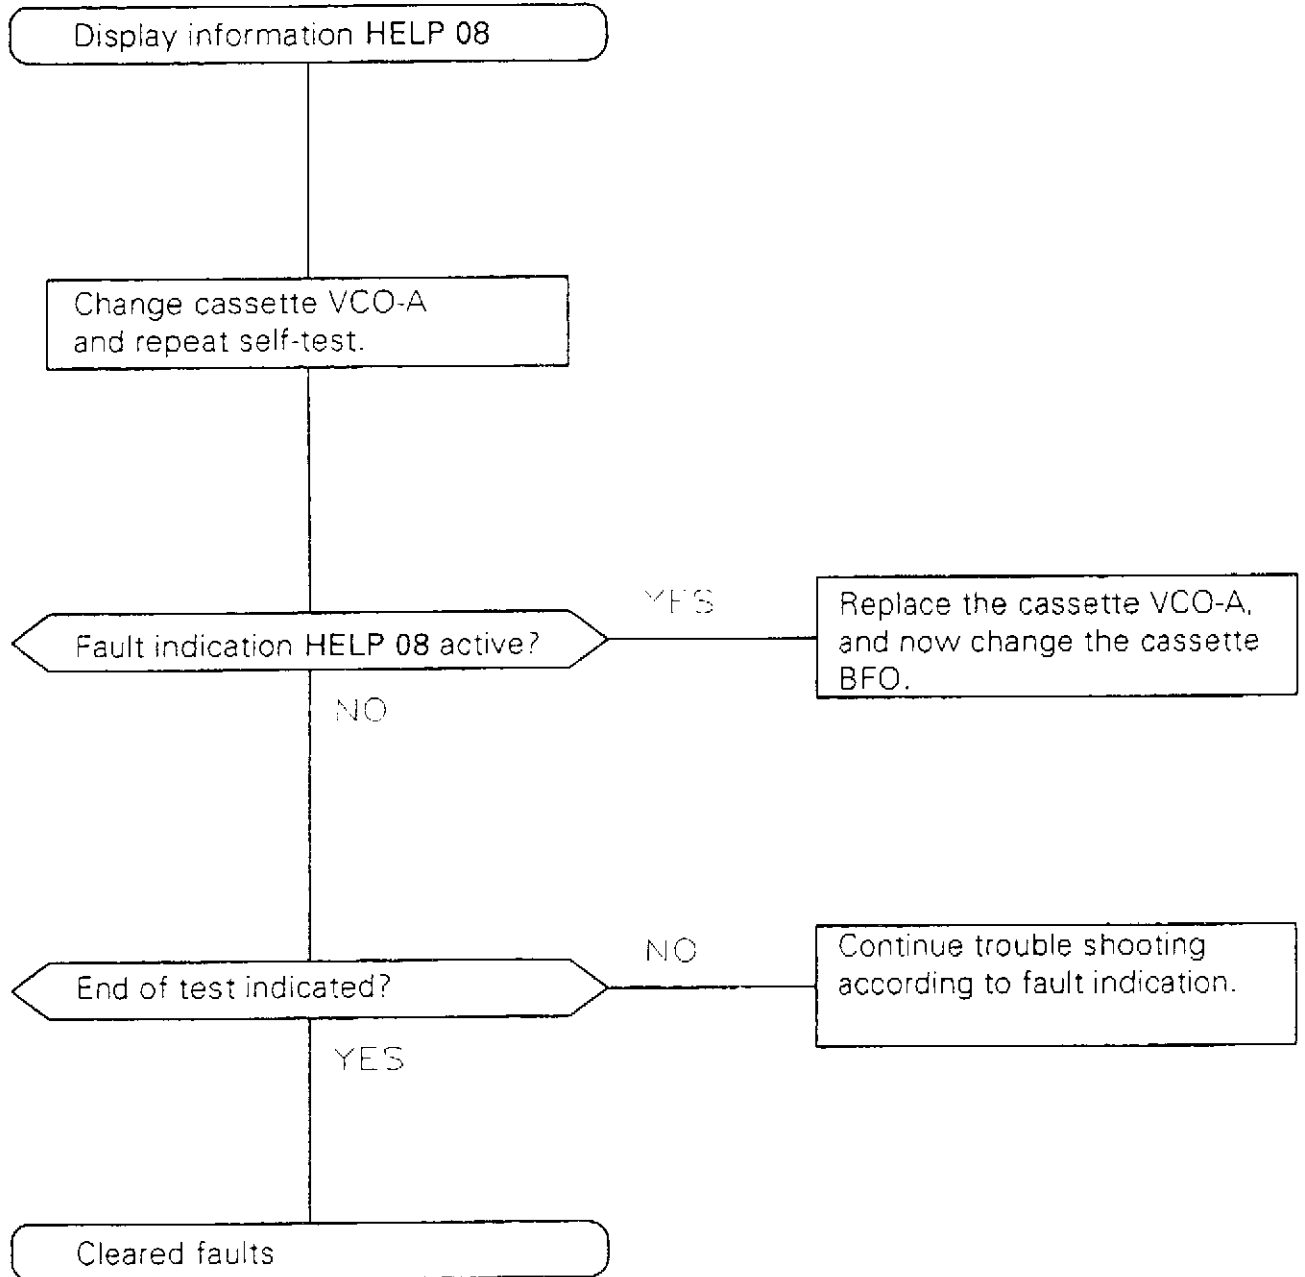 Display information HELP 08
Change cassette VCO-A
and repeat self-test.
Fault indication HELP 08 active?
YES
Replace the cassette VCO-A,
and now change the cassette
BFO.
NO
End of test indicated?
NO
Continue trouble shooting
according to fault indication.
YES
Cleared faults